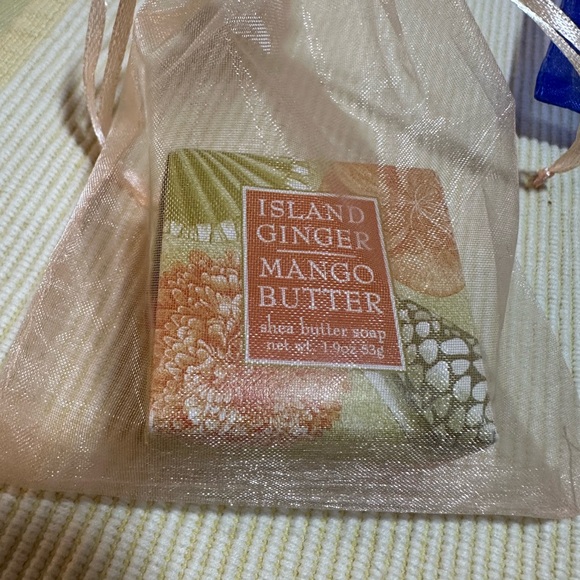 ISLAND
GINGER
MANGO
BUTTER
shea butter soap
net wt. 1.9oz 53g